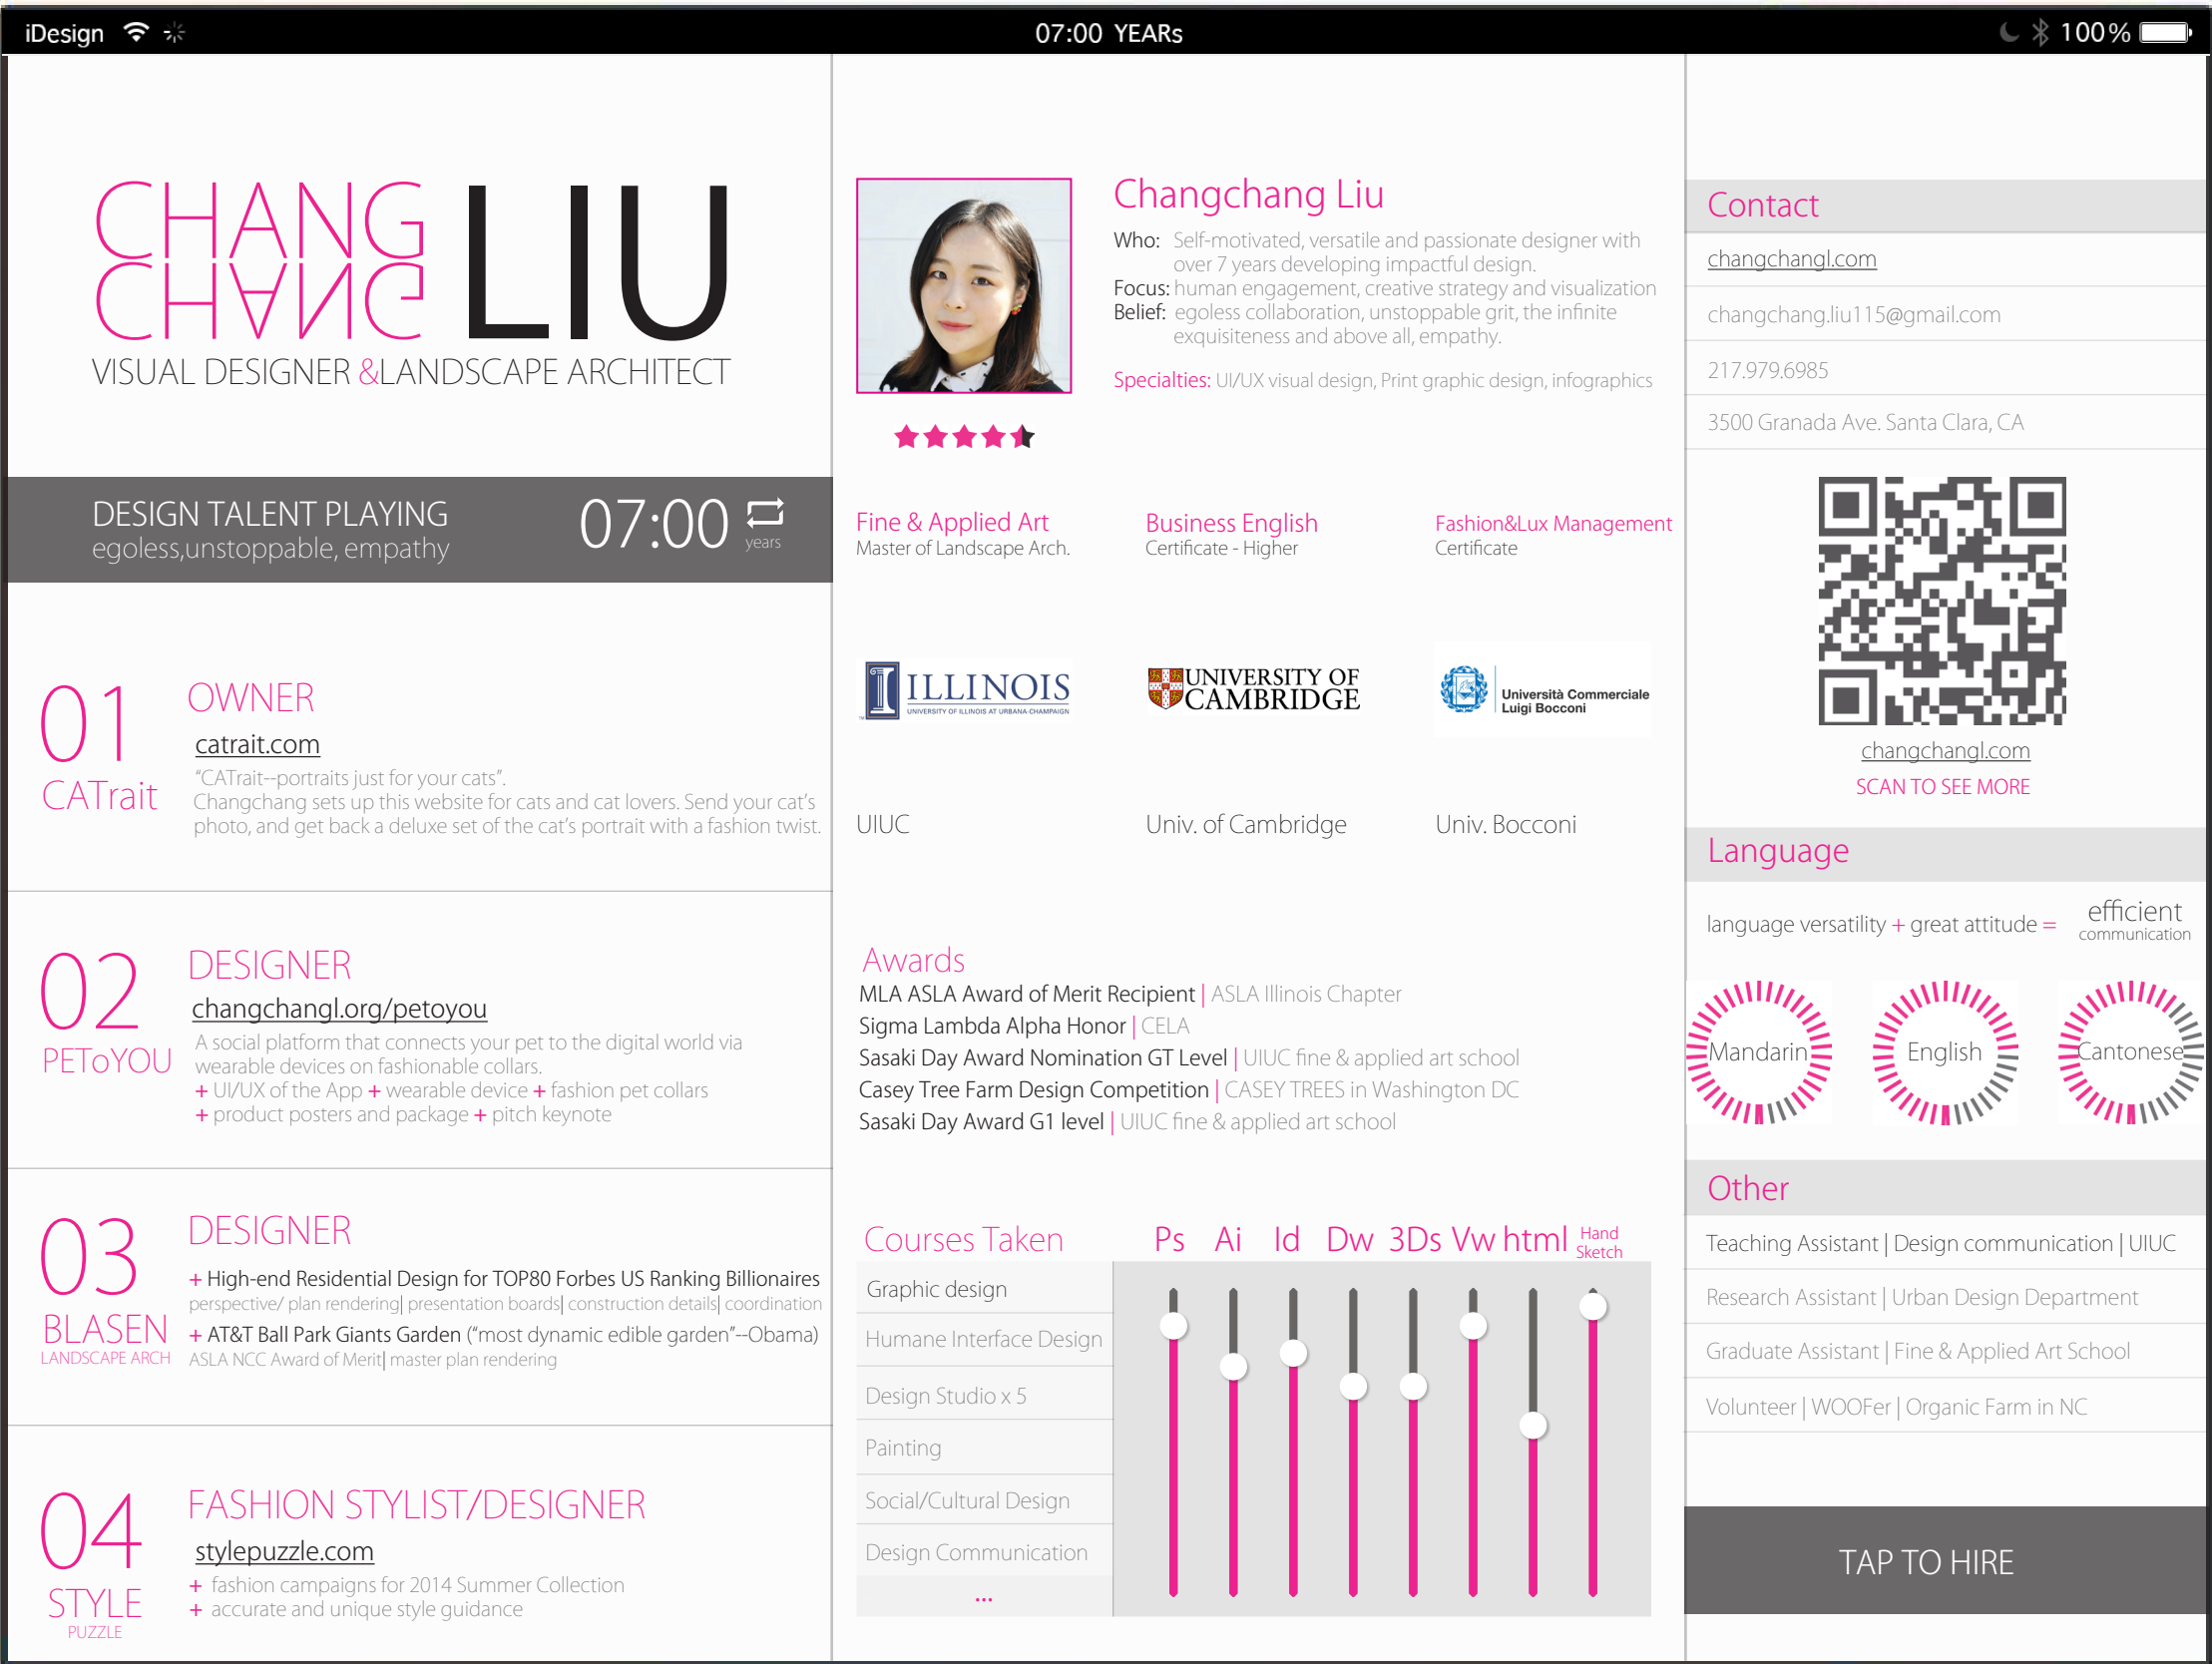 iDesign
07:00 YEARs
100%
CHANG LIU
CHANG
VISUAL DESIGNER &LANDSCAPE ARCHITECT
DESIGN TALENT PLAYING
egoless,unstoppable, empathy
07:00
years
01
CATrait
OWNER
catrait.com
“CATrait--portraits just for your cats”.
Changchang sets up this website for cats and cat lovers. Send your cat’s
photo, and get back a deluxe set of the cat’s portrait with a fashion twist.
02
PEToYOU
DESIGNER
changchangl.org/petoyou
A social platform that connects your pet to the digital world via
wearable devices on fashionable collars.
+ UI/UX of the App + wearable device + fashion pet collars
+ product posters and package + pitch keynote
03
BLASEN
LANDSCAPE ARCH
DESIGNER
+ High-end Residential Design for TOP80 Forbes US Ranking Billionaires
perspective/ plan rendering| presentation boards| construction details| coordination
+ AT&T Ball Park Giants Garden (“most dynamic edible garden”--Obama)
ASLA NCC Award of Merit| master plan rendering
04
STYLE
PUZZLE
FASHION STYLIST/DESIGNER
stylepuzzle.com
+ fashion campaigns for 2014 Summer Collection
+ accurate and unique style guidance
Changchang Liu
Who: Self-motivated, versatile and passionate designer with
over 7 years developing impactful design.
Focus: human engagement, creative strategy and visualization
Belief: egoless collaboration, unstoppable grit, the infinite
exquisiteness and above all, empathy.
Specialties: UI/UX visual design, Print graphic design, infographics
Fine & Applied Art
Master of Landscape Arch.
Business English
Certificate - Higher
Fashion&Lux Management
Certificate
ILLINOIS
UNIVERSITY OF ILLINOIS AT URBANA-CHAMPAIGN
UNIVERSITY OF
CAMBRIDGE
Università Commerciale
Luigi Bocconi
UIUC
Univ. of Cambridge
Univ. Bocconi
Awards
MLA ASLA Award of Merit Recipient | ASLA Illinois Chapter
Sigma Lambda Alpha Honor | CELA
Sasaki Day Award Nomination GT Level | UIUC fine & applied art school
Casey Tree Farm Design Competition | CASEY TREES in Washington DC
Sasaki Day Award G1 level | UIUC fine & applied art school
Courses Taken
Graphic design
Humane Interface Design
Design Studio x 5
Painting
Social/Cultural Design
Design Communication
...
Ps Ai Id Dw 3Ds Vw html Hand
Sketch
Contact
changchangl.com
changchang.liu115@gmail.com
217.979.6985
3500 Granada Ave. Santa Clara, CA
changchangl.com
SCAN TO SEE MORE
Language
language versatility + great attitude = efficient
communication
Mandarin
English
Cantonese
Other
Teaching Assistant | Design communication | UIUC
Research Assistant | Urban Design Department
Graduate Assistant | Fine & Applied Art School
Volunteer | WOOFer | Organic Farm in NC
TAP TO HIRE